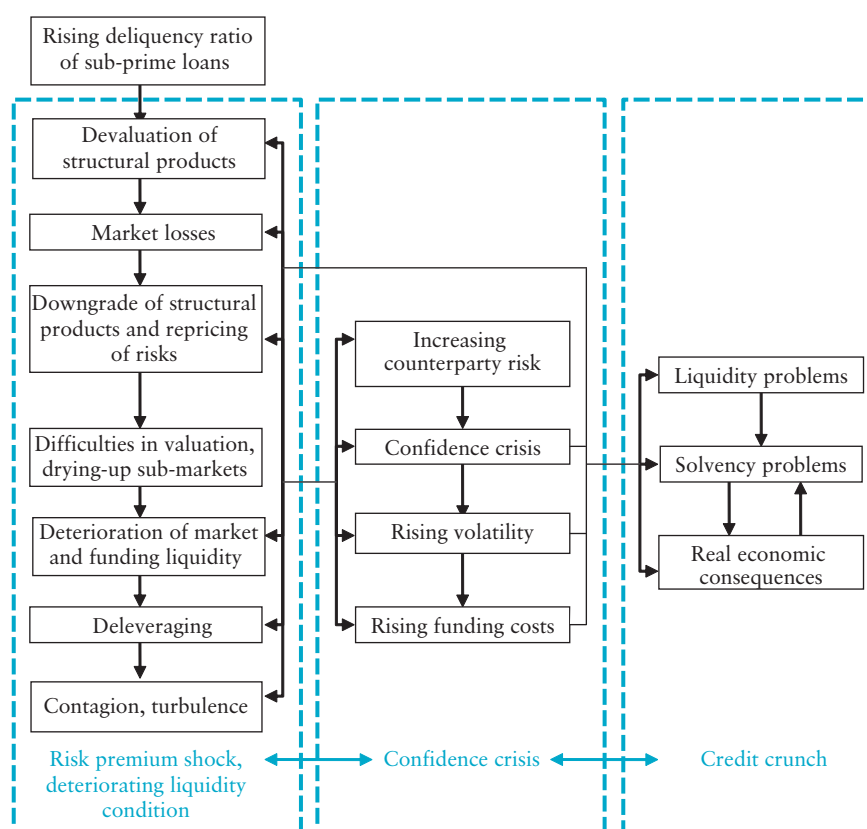 Rising deliquency ratio
of sub-prime loans
Devaluation of
structural products
Market losses
Downgrade of structural
products and repricing
of risks
Difficulties in valuation,
drying-up sub-markets
Deterioration of market
and funding liquidity
Deleveraging
Contagion, turbulence
Risk premium shock,
deteriorating liquidity
condition
Increasing
counterparty risk
Confidence crisis
Rising volatility
Rising funding costs
Confidence crisis
Liquidity problems
Solvency problems
Real economic
consequences
Credit crunch